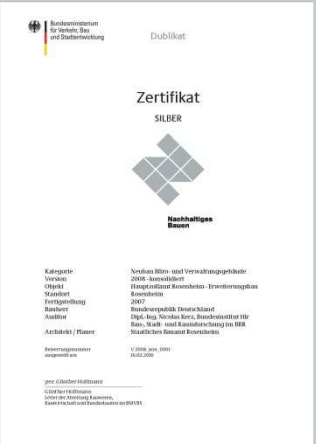 Bundesministerium
für Verkehr, Bau
und Stadtentwicklung
Dublikat
Zertifikat
SILBER
Nachhaltiges
Bauen
Kategorie Neubau Büro- und Verwaltungsgebäude
Version 2008 - konsolidiert
Objekt Hauptzollamt Rosenheim - Erweiterungsbau
Standort Rosenheim
Fertigstellung 2007
Bauherr Bundesrepublik Deutschland
Auditor Dipl.-Ing. Nicolas Kerz, Bundesinstitut für
Bau-, Stadt- und Raumforschung im BBR
Architekt / Planer Staatliches Bauamt Rosenheim
Bewertungsnummer
ausgestellt am
gez. Günther Hoffmann
Günther Hoffmann
Leiter der Abteilung Bauwesen,
Bauwirtschaft und Bundesbauten im BMVBS